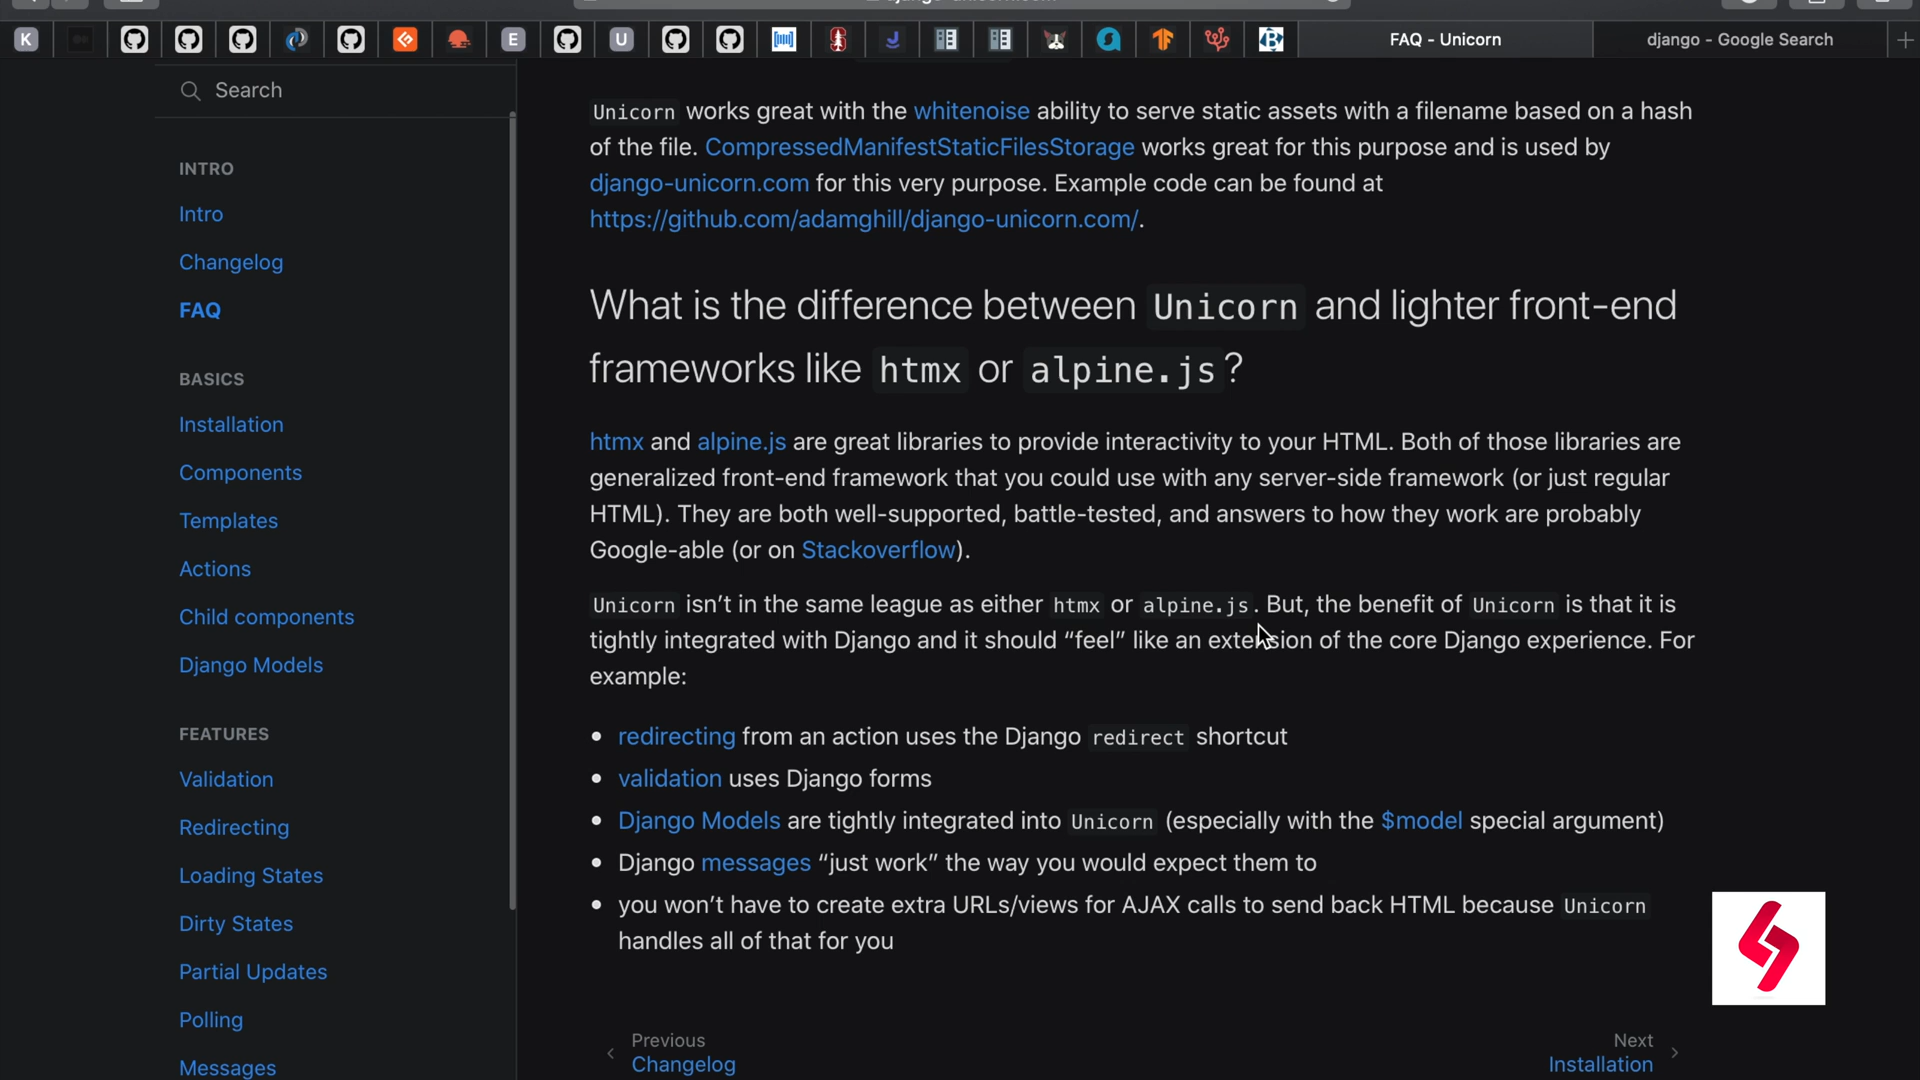 K
E
U
FAQ - Unicorn
django - Google Search
Search
INTRO
Intro
Changelog
FAQ
BASICS
Installation
Components
Templates
Actions
Child components
Django Models
FEATURES
Validation
Redirecting
Loading States
Dirty States
Partial Updates
Polling
Messages
Unicorn works great with the whitenoise ability to serve static assets with a filename based on a hash
of the file. CompressedManifestStaticFilesStorage works great for this purpose and is used by
django-unicorn.com for this very purpose. Example code can be found at
https://github.com/adamghill/django-unicorn.com/.
What is the difference between Unicorn and lighter front-end
frameworks like htmx or alpine.js?
htmx and alpine.js are great libraries to provide interactivity to your HTML. Both of those libraries are
generalized front-end framework that you could use with any server-side framework (or just regular
HTML). They are both well-supported, battle-tested, and answers to how they work are probably
Google-able (or on Stackoverflow).
Unicorn isn’t in the same league as either htmx or alpine.js. But, the benefit of Unicorn is that it is
tightly integrated with Django and it should “feel” like an extension of the core Django experience. For
example:
• redirecting from an action uses the Django redirect shortcut
• validation uses Django forms
• Django Models are tightly integrated into Unicorn (especially with the $model special argument)
• Django messages “just work” the way you would expect them to
• you won’t have to create extra URLs/views for AJAX calls to send back HTML because Unicorn
handles all of that for you
Previous
Changelog
Next
Installation